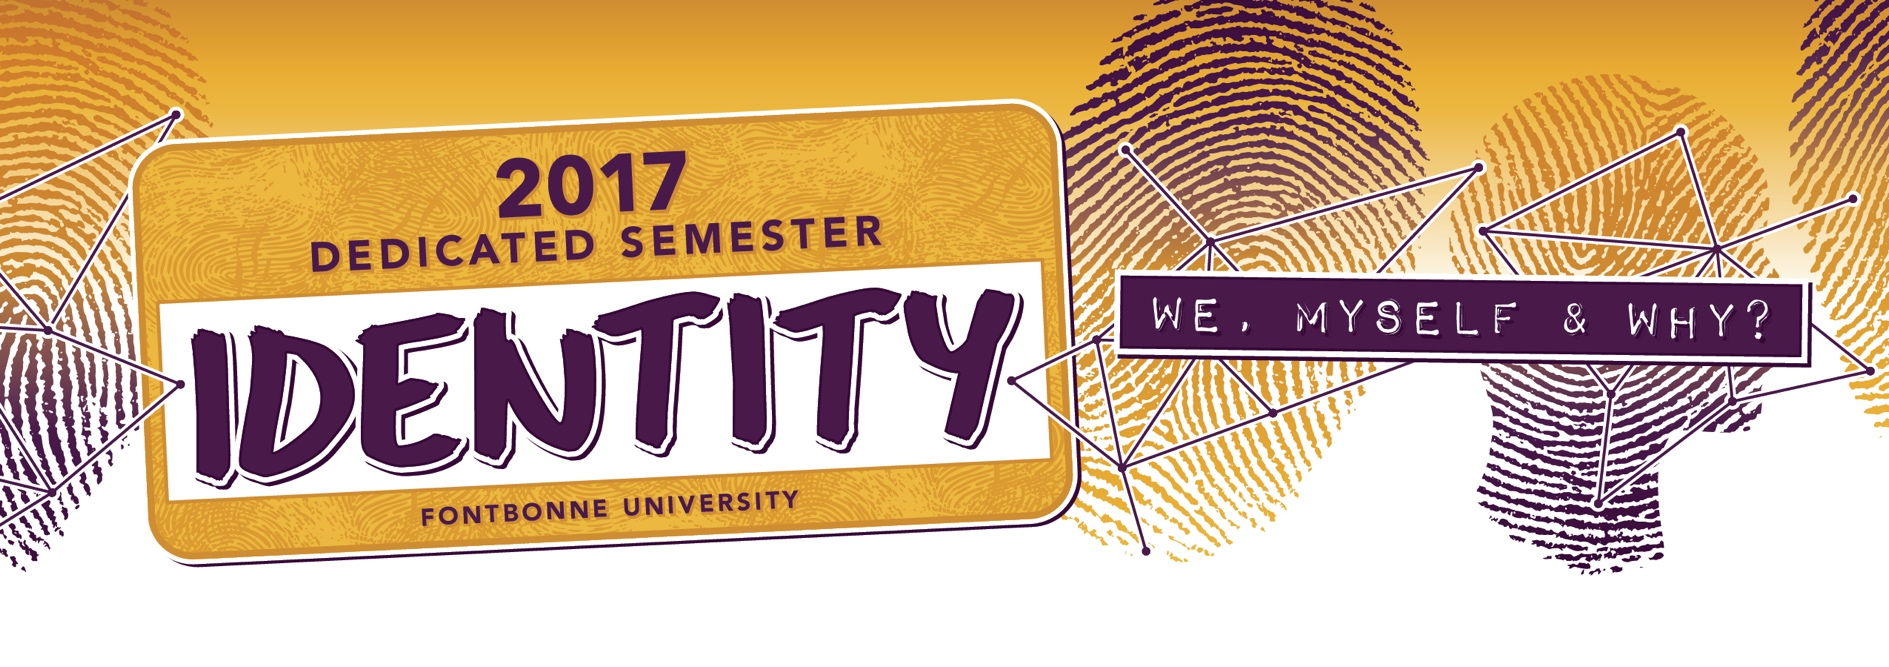 2017
DEDICATED SEMESTER
IDENTITY
FONTBONNE UNIVERSITY
WE, MYSELF & WHY?